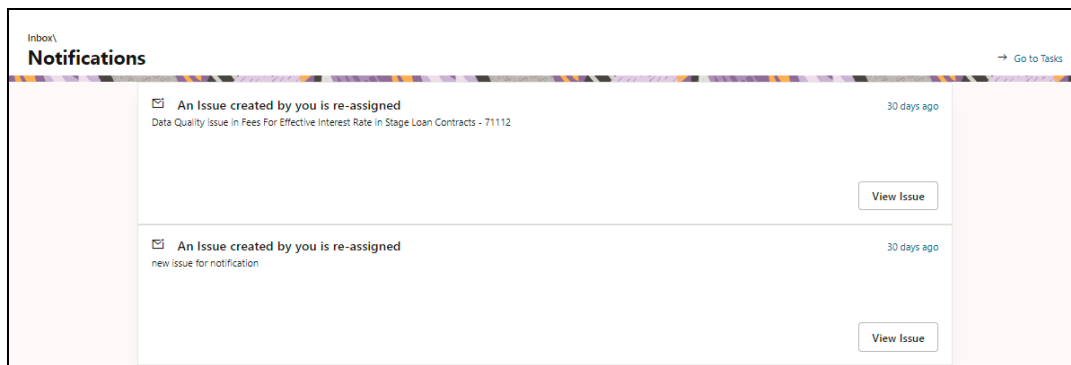 Inbox\
Notifications
→ Go to Tasks
An Issue created by you is re-assigned
30 days ago
Data Quality issue in Fees For Effective Interest Rate in Stage Loan Contracts - 71112
View Issue
An Issue created by you is re-assigned
30 days ago
new issue for notification
View Issue